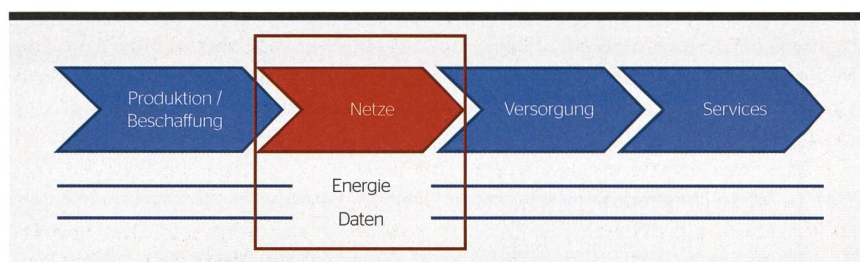 Produktion /
Beschaffung
Netze
Versorgung
Services
Energie
Daten